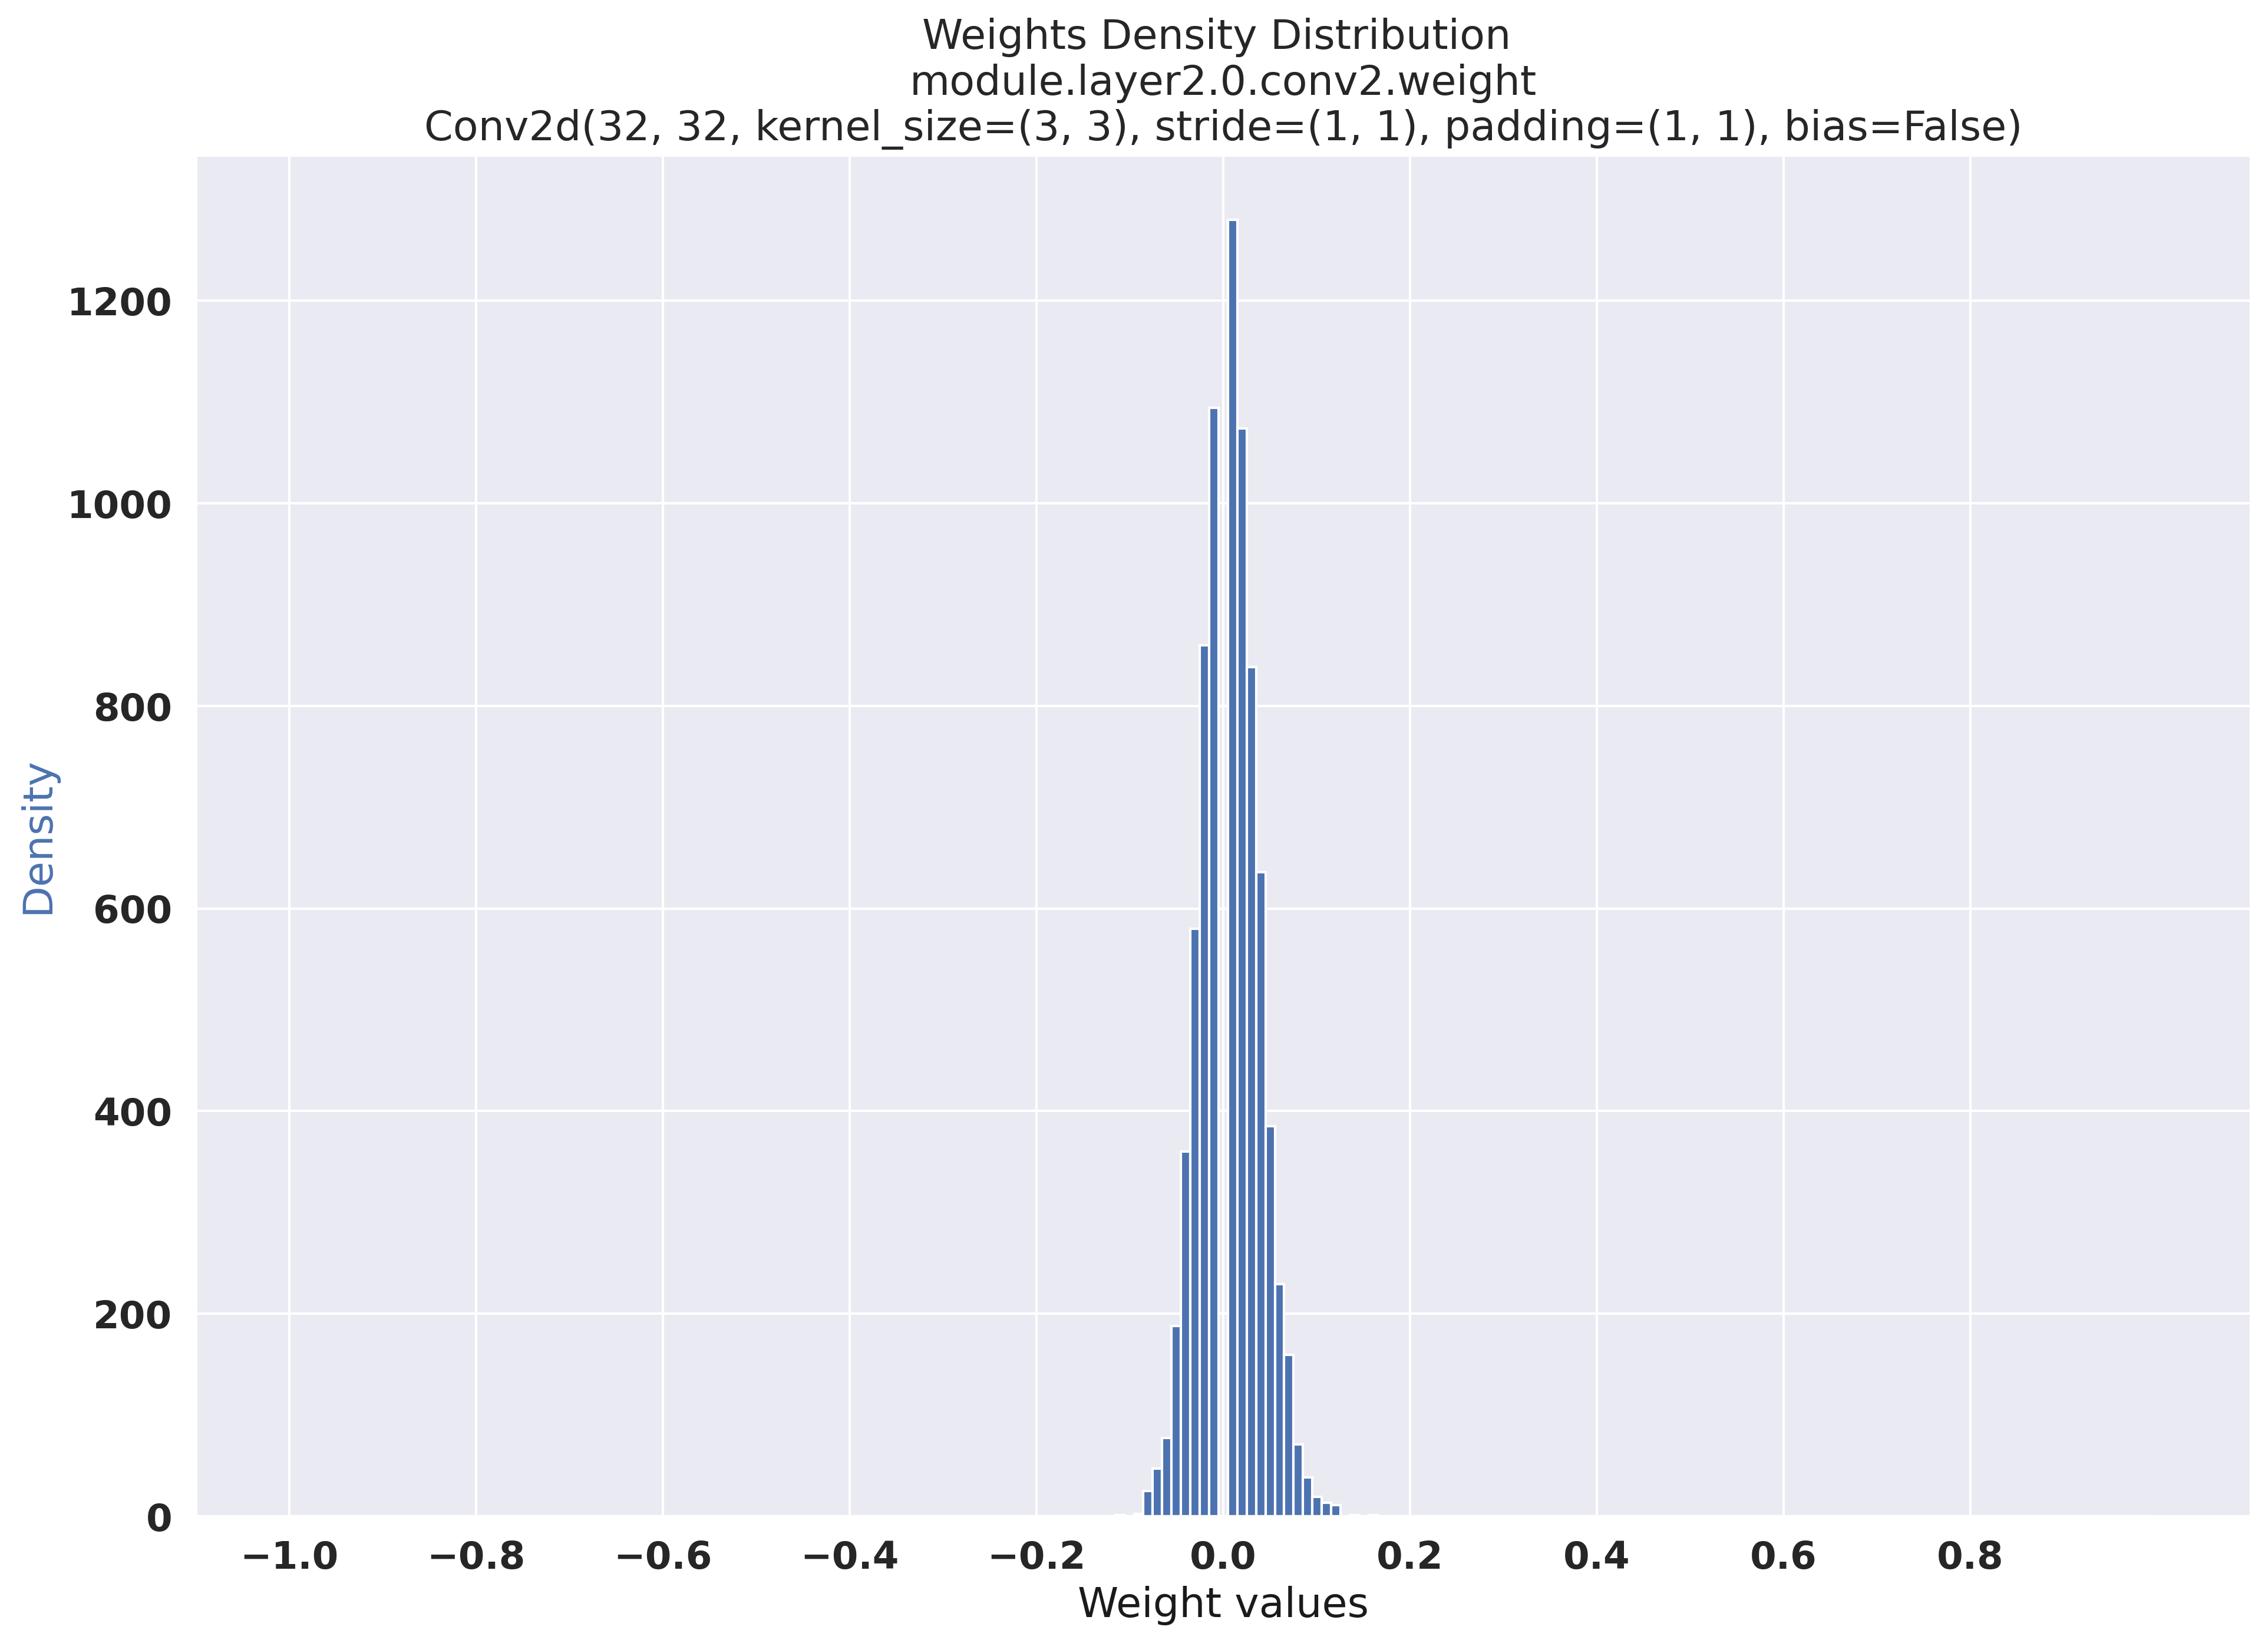 Weights Density Distribution
module.layer2.0.conv2.weight
Conv2d(32, 32, kernel_size=(3, 3), stride=(1, 1), padding=(1, 1), bias=False)
1200
1000
800
600
400
200
0
Density
−1.0 −0.8 −0.6 −0.4 −0.2 0.0 0.2 0.4 0.6 0.8
Weight values